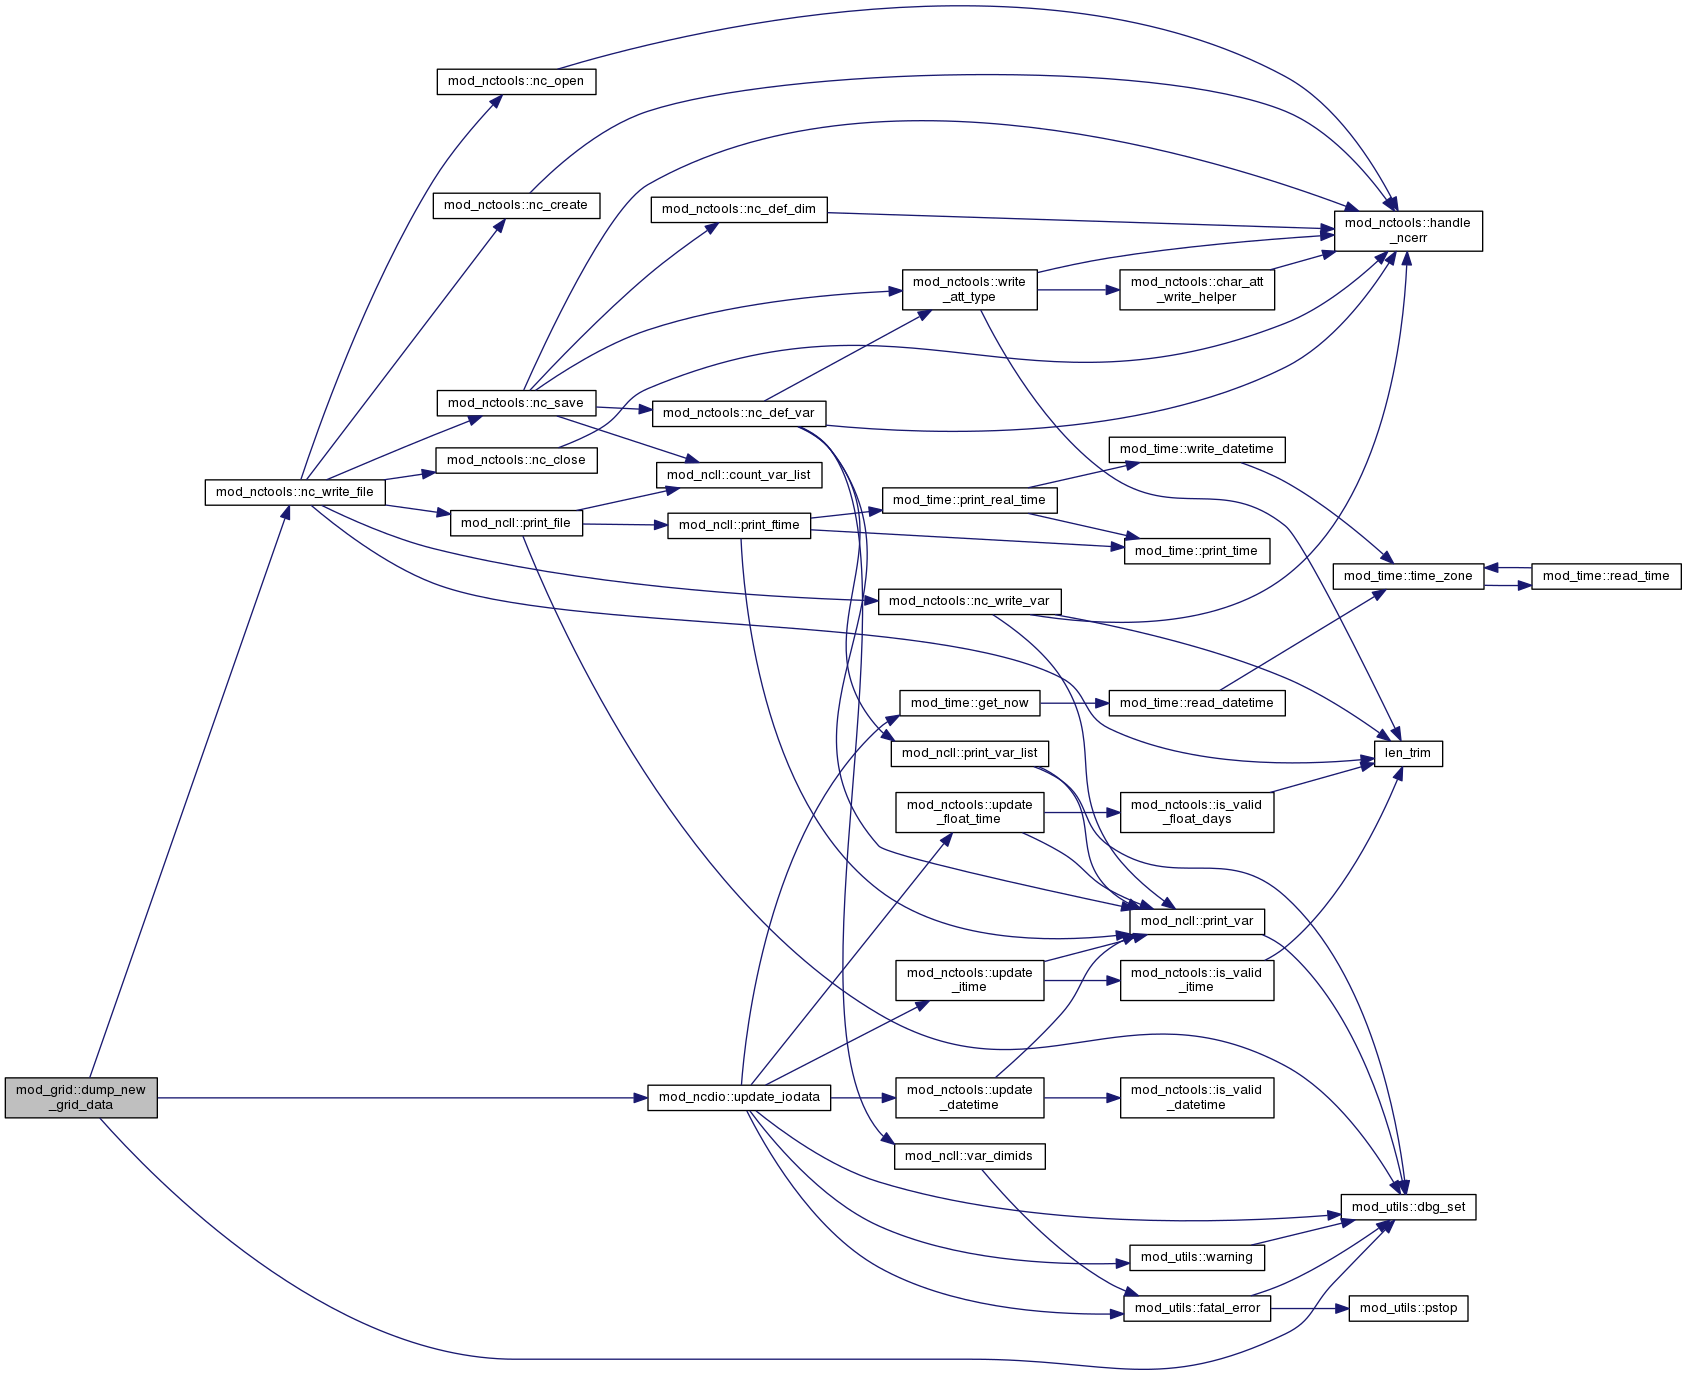 mod_nctools::nc_open
mod_nctools::nc_create
mod_nctools::nc_def_dim
mod_nctools::handle
_ncerr
mod_nctools::write
_att_type
mod_nctools::char_att
_write_helper
mod_nctools::nc_save
mod_nctools::nc_def_var
mod_time::write_datetime
mod_nctools::nc_close
mod_ncll::count_var_list
mod_nctools::nc_write_file
mod_time::print_real_time
mod_ncll::print_file
mod_ncll::print_ftime
mod_time::print_time
mod_time::time_zone
mod_time::read_time
mod_nctools::nc_write_var
mod_time::get_now
mod_time::read_datetime
mod_ncll::print_var_list
len_trim
mod_nctools::update
_float_time
mod_nctools::is_valid
_float_days
mod_ncll::print_var
mod_nctools::update
_itime
mod_nctools::is_valid
_itime
mod_grid::dump_new
_grid_data
mod_ncdio::update_iodata
mod_nctools::update
_datetime
mod_nctools::is_valid
_datetime
mod_ncll::var_dimids
mod_utils::dbg_set
mod_utils::warning
mod_utils::fatal_error
mod_utils::pstop